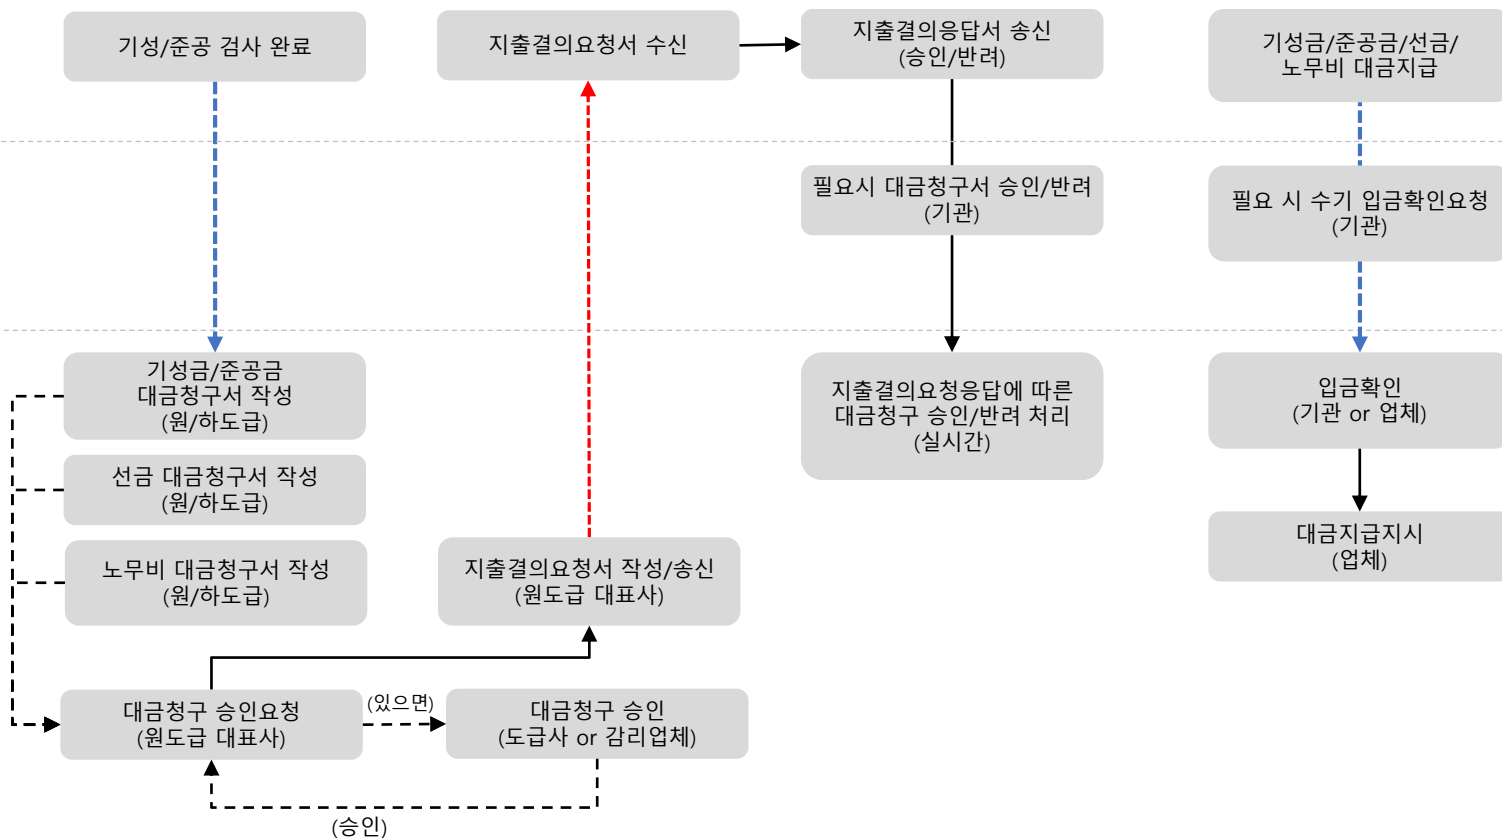 기성/준공 검사 완료
지출결의요청서 수신
지출결의응답서 송신
(승인/반려)
기성금/준공금/선금/
노무비 대금지급
필요시 대금청구서 승인/반려
(기관)
필요 시 수기 입금확인요청
(기관)
기성금/준공금
대금청구서 작성
(원/하도급)
지출결의요청응답에 따른
대금청구 승인/반려 처리
(실시간)
입금확인
(기관 or 업체)
선금 대금청구서 작성
(원/하도급)
대금지급지시
(업체)
노무비 대금청구서 작성
(원/하도급)
지출결의요청서 작성/송신
(원도급 대표사)
대금청구 승인요청
(원도급 대표사)
(있으면)
대금청구 승인
(도급사 or 감리업체)
(승인)